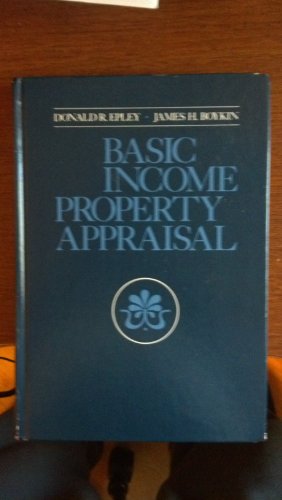 DONALD R. EPLEY · JAMES H. BOYKIN
BASIC
INCOME
PROPERTY
APPRAISAL